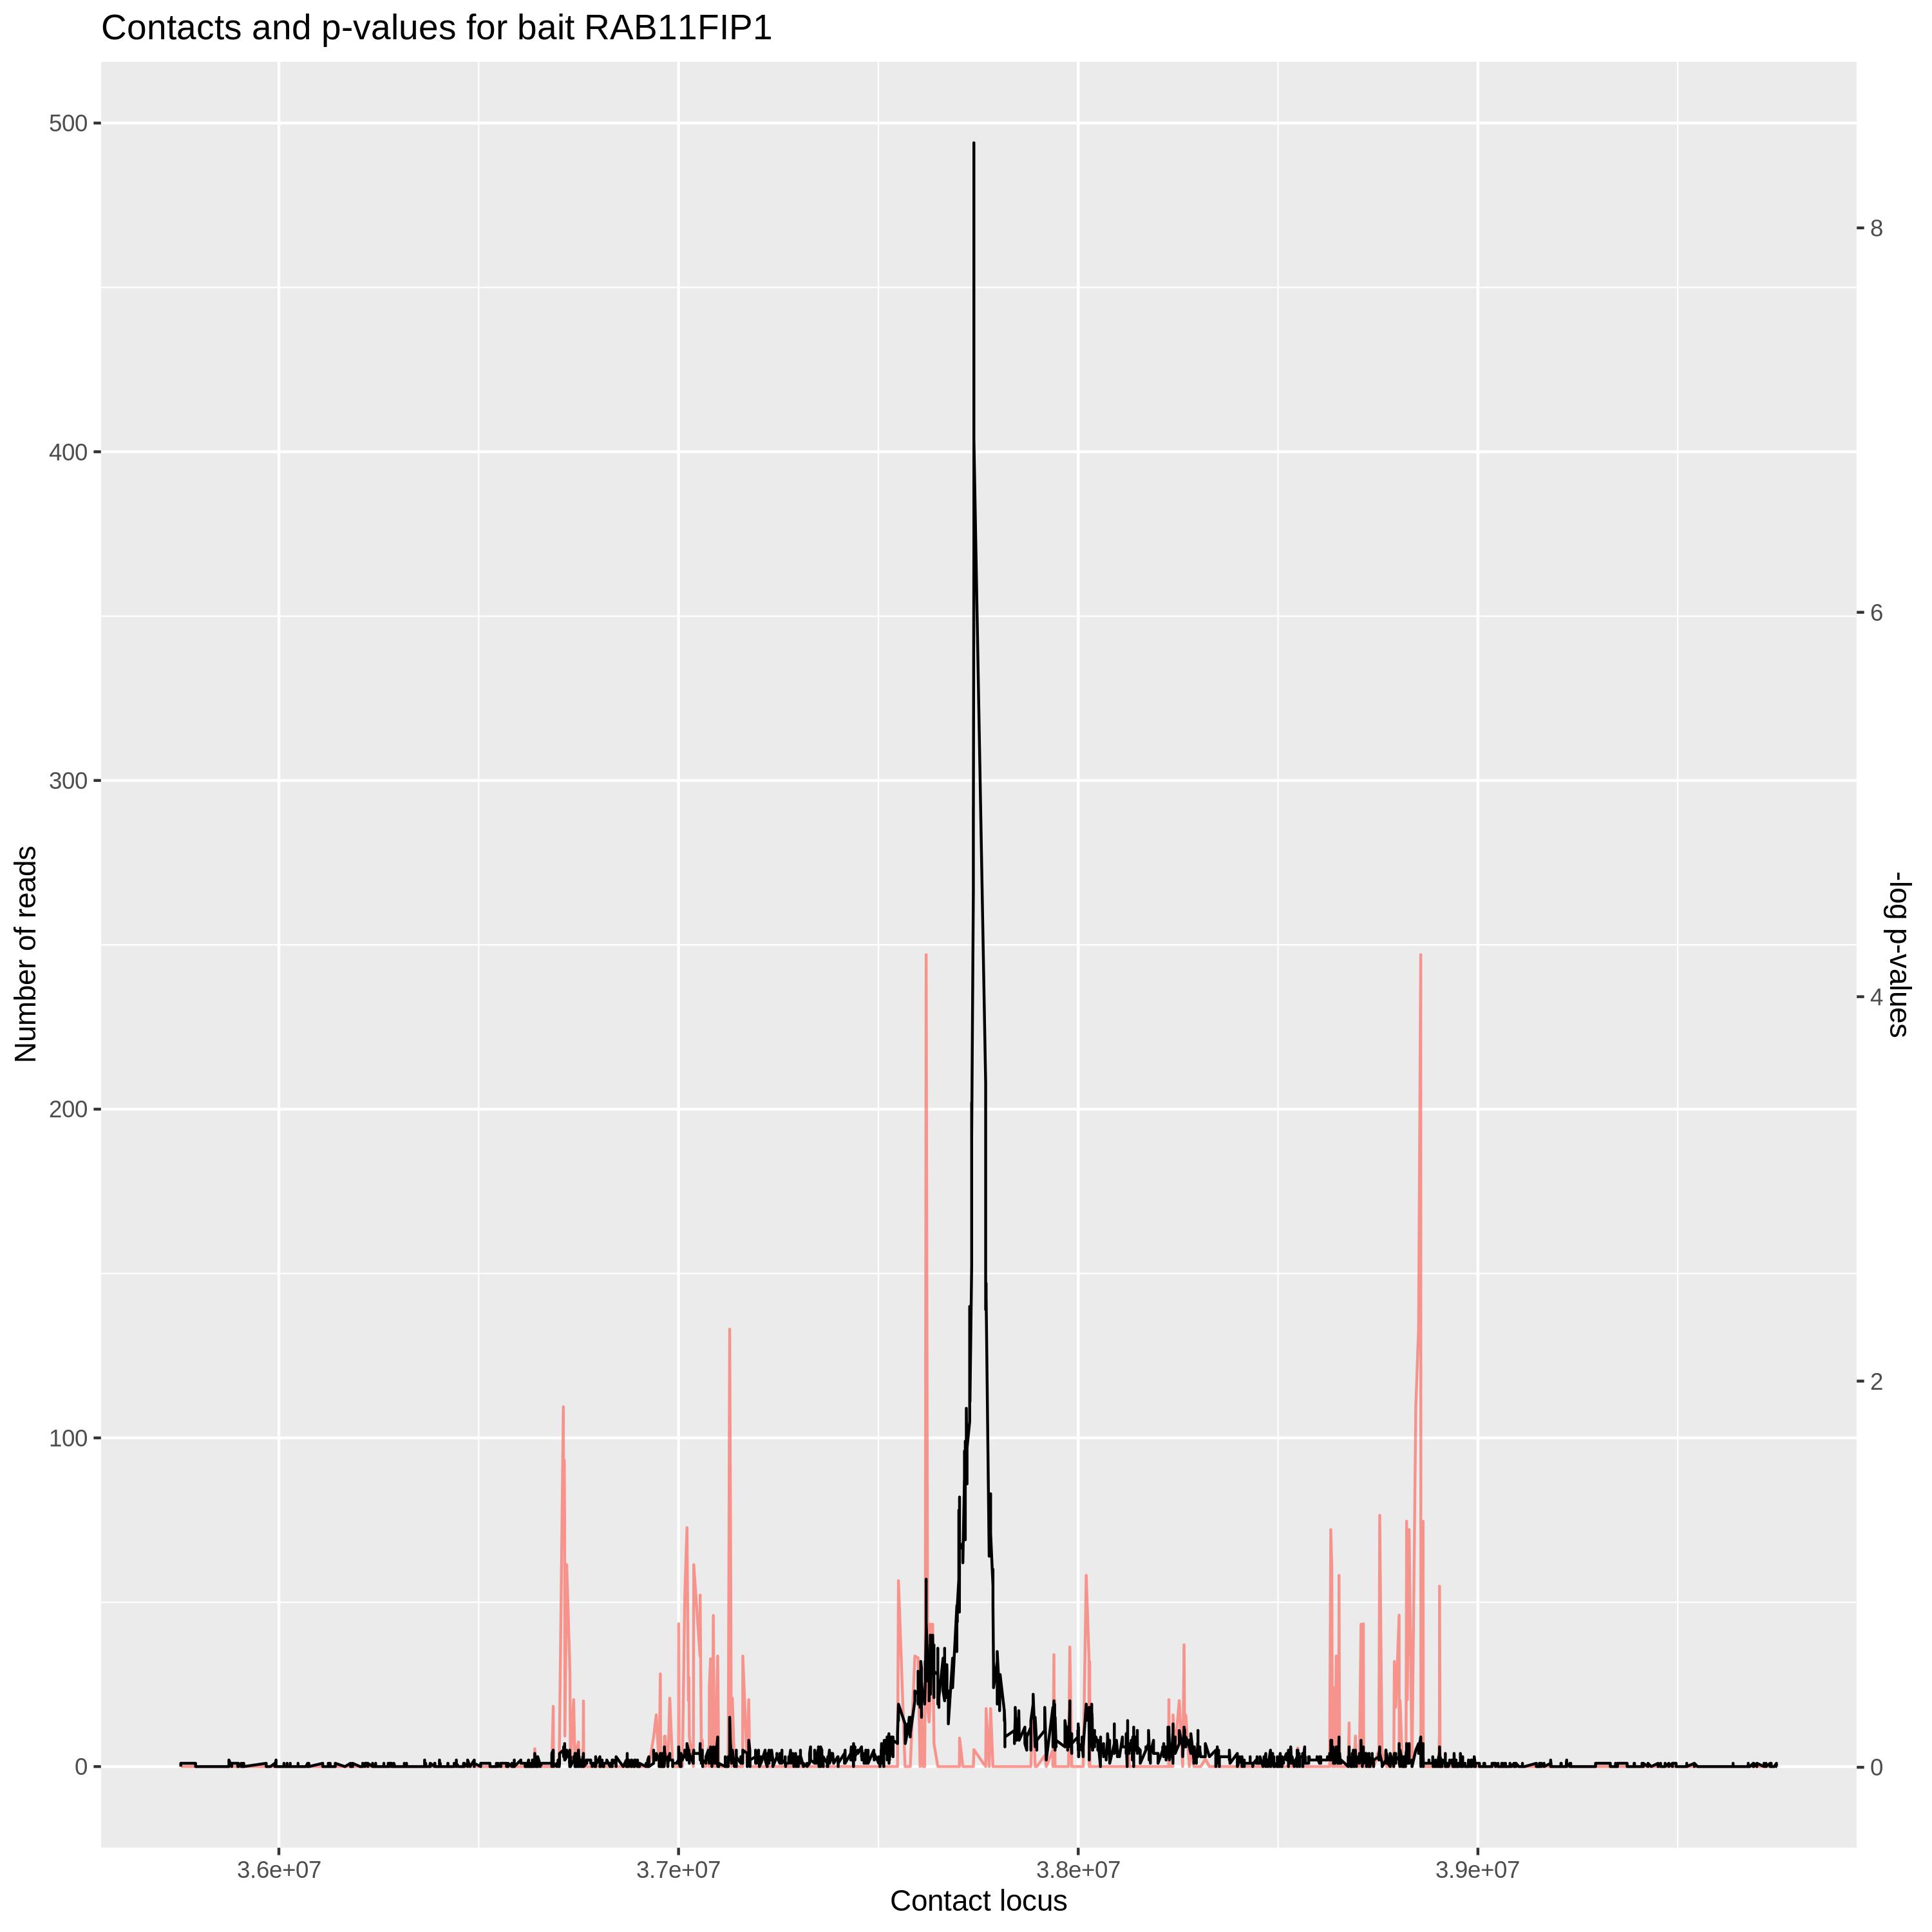 Contacts and p-values for bait RAB11FIP1
500
400
300
200
100
0
Number of reads
8
6
4
2
0
-log p-values
3.6e+07
3.7e+07
3.8e+07
3.9e+07
Contact locus